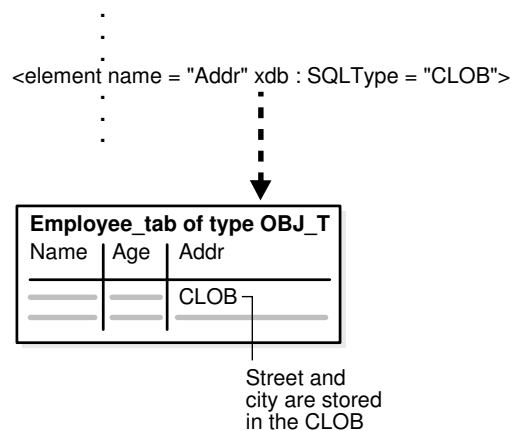 <element name = "Addr" xdb : SQLType = "CLOB">
Employee_tab of type OBJ_T
Name Age Addr
CLOB
Street and
city are stored
in the CLOB